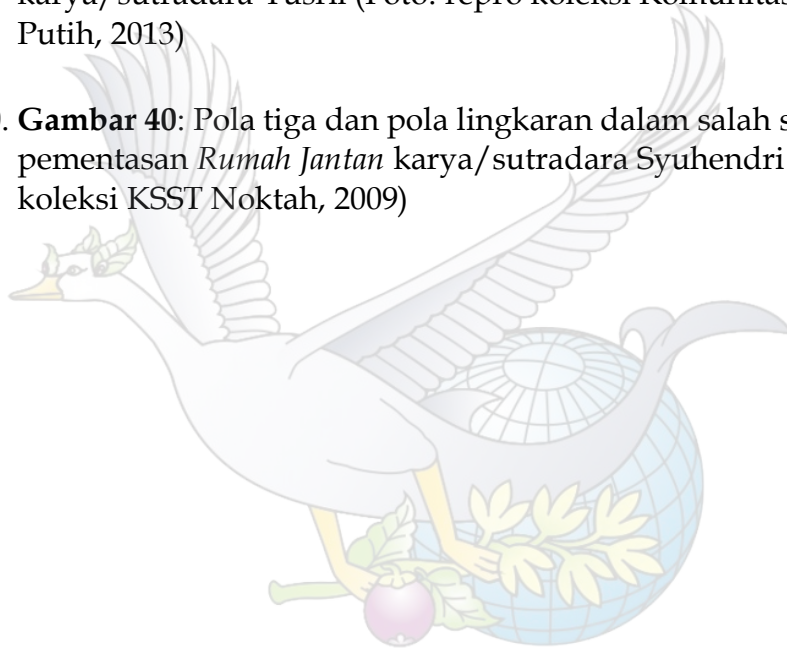 Putih, 2013)
. Gambar 40: Pola tiga dan pola lingkaran dalam salah
pementasan Rumah Jantan karya/sutradara Syuhendri
koleksi KSST Noktah, 2009)